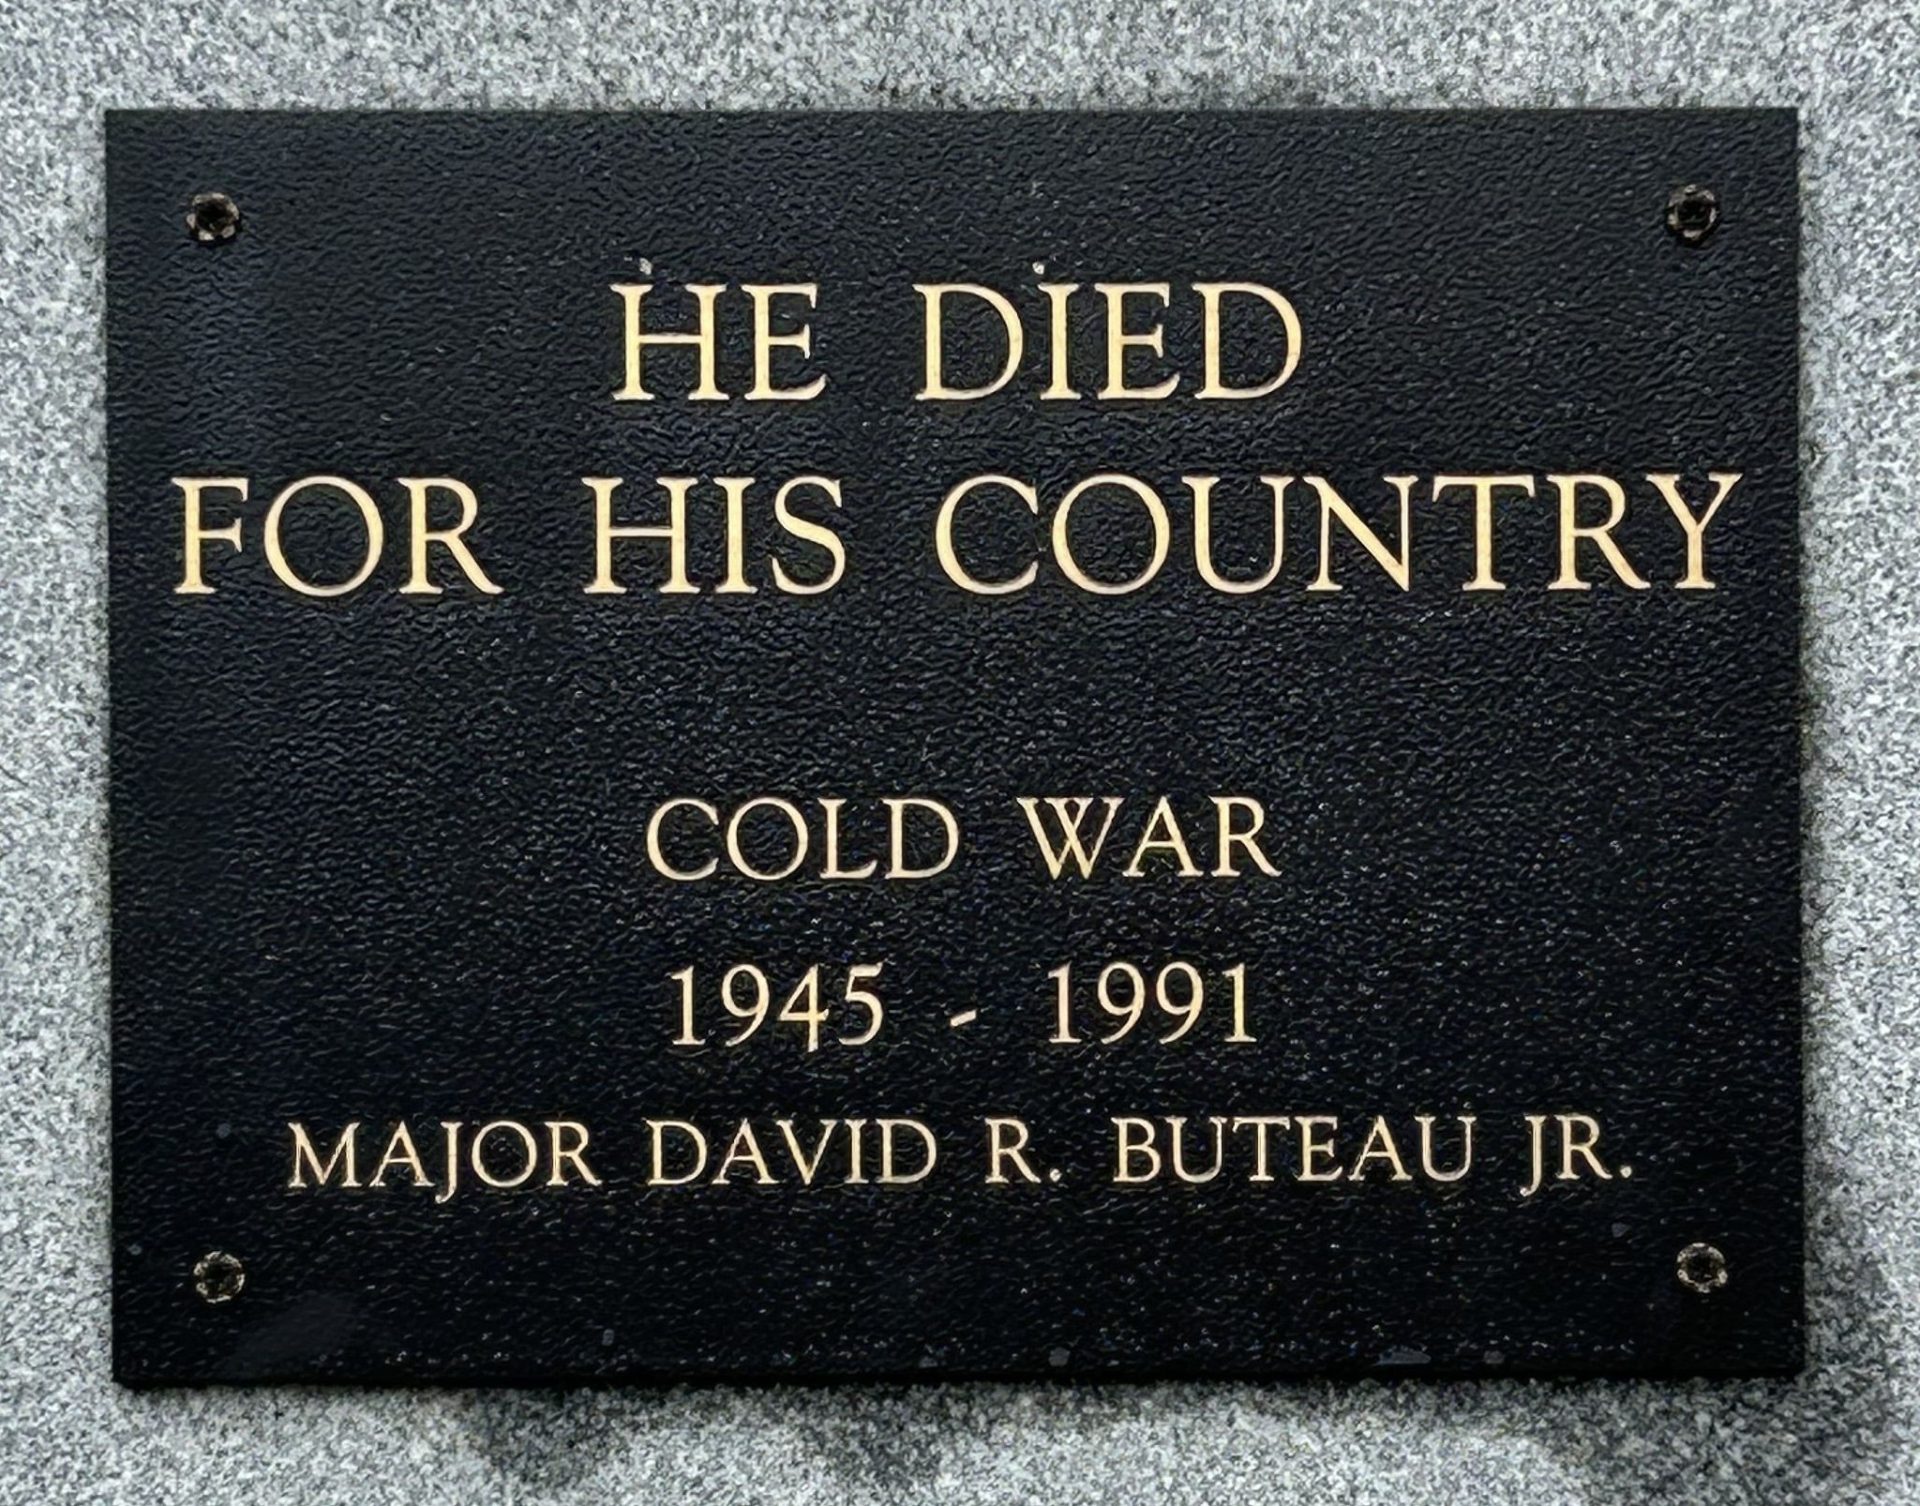 HE DIED
FOR HIS COUNTRY
COLD WAR
1945 - 1991
MAJOR DAVID R. BUTEAU JR.